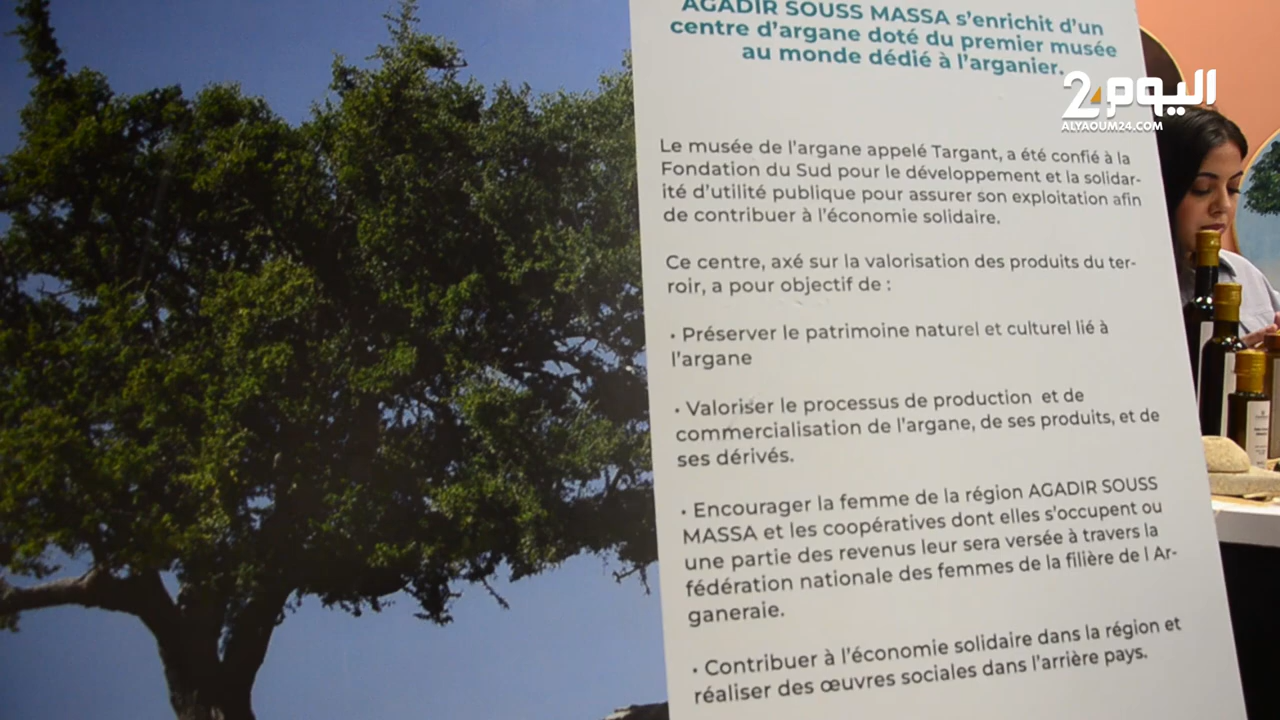 AGADIR SOUSS MASSA s'enrichit d'un
centre d'argane doté du premier musée
au monde dédié à l'arganier.
اليوم24
ALYAOUM24.COM
Le musée de l'argane appelé Targant, a été confié à la
Fondation du Sud pour le développement et la solidar-
ité d'utilité publique pour assurer son exploitation afin
de contribuer à l'économie solidaire.
Ce centre, axé sur la valorisation des produits du ter-
roir, a pour objectif de :
• Préserver le patrimoine naturel et culturel lié à
l'argane
• Valoriser le processus de production et de
commercialisation de l'argane, de ses produits, et de
ses dérivés.
• Encourager la femme de la région AGADIR SOUSS
MASSA et les coopératives dont elles s'occupent ou
une partie des revenus leur sera versée à travers la
fédération nationale des femmes de la filière de l Ar-
ganeraie.
• Contribuer à l'économie solidaire dans la région et
réaliser des œuvres sociales dans l'arrière pays.